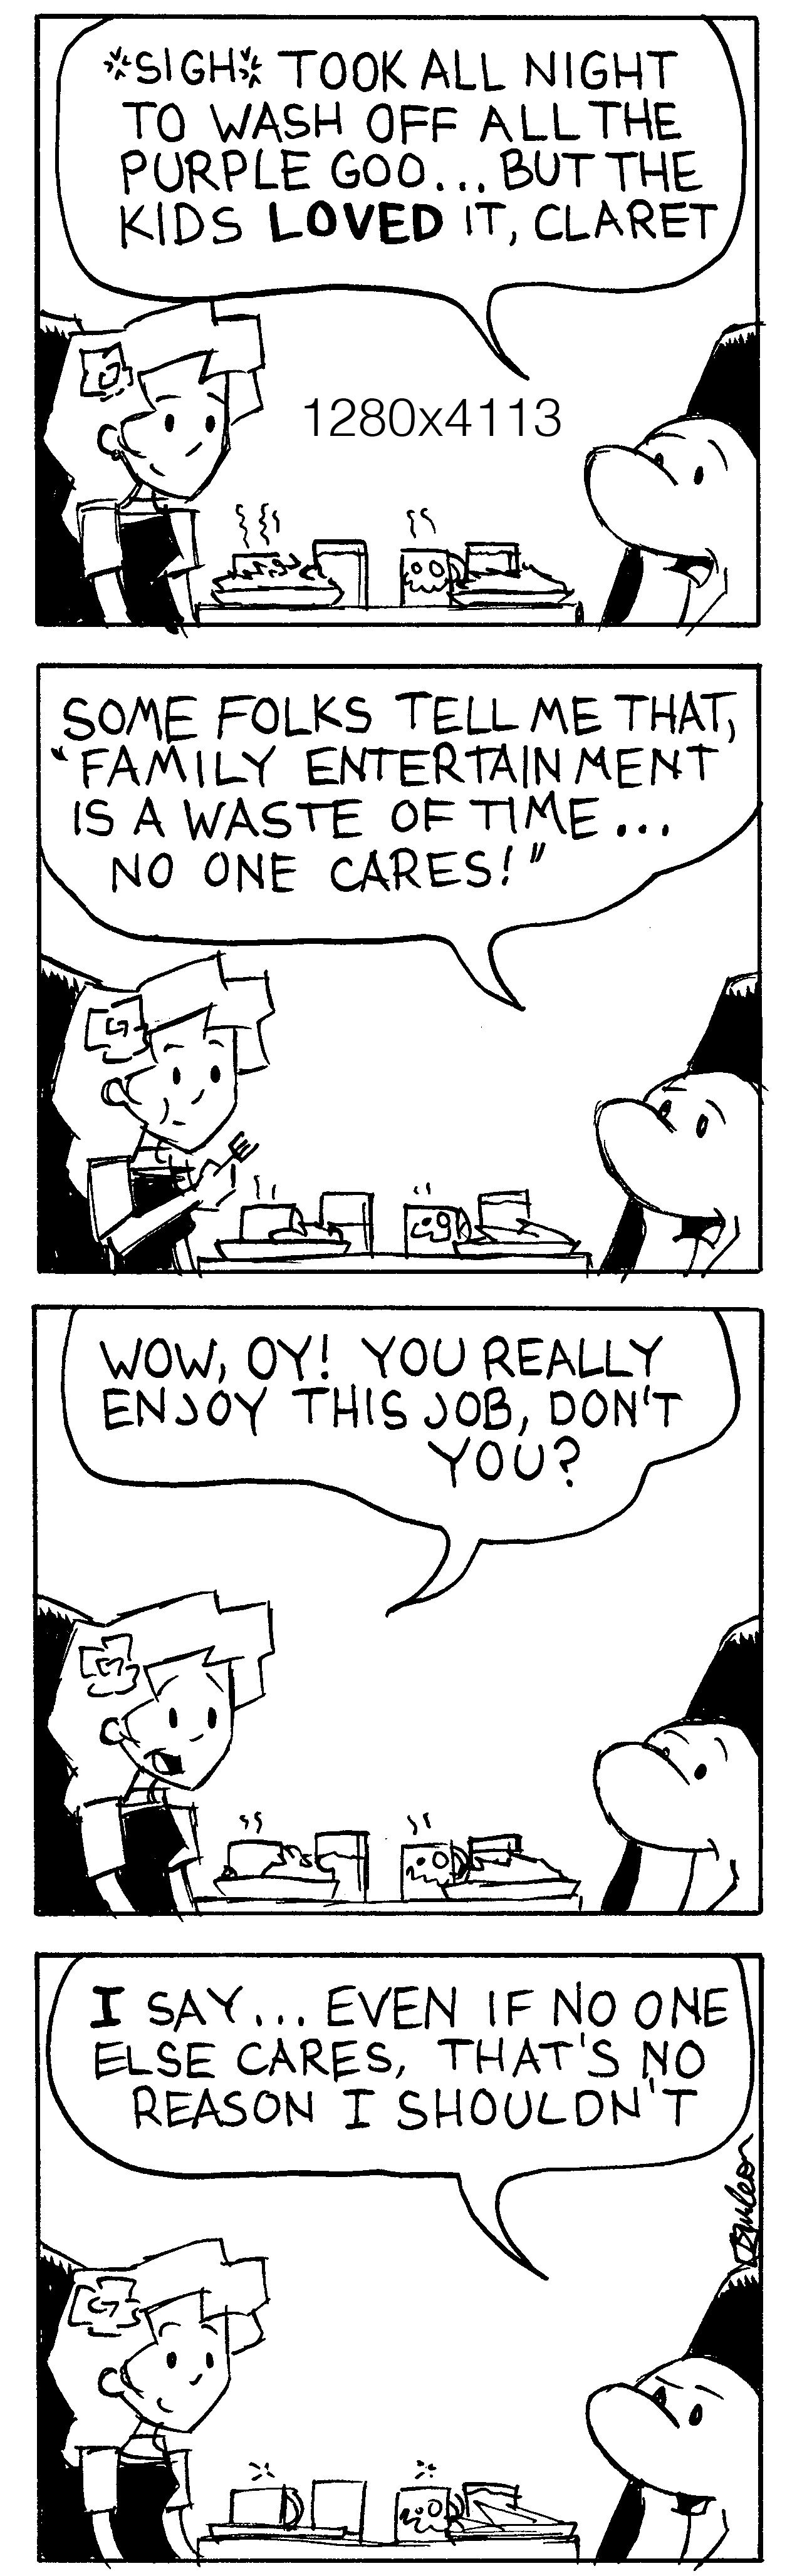 *SIGH* TOOK ALL NIGHT
TO WASH OFF ALL THE
PURPLE GOO... BUT THE
KIDS LOVED IT, CLARET
1280x4113
SOME FOLKS TELL ME THAT,
"FAMILY ENTERTAINMENT
IS A WASTE OF TIME...
NO ONE CARES!"
WOW, OY! YOU REALLY
ENJOY THIS JOB, DON'T
YOU?
I SAY... EVEN IF NO ONE
ELSE CARES, THAT'S NO
REASON I SHOULDN'T